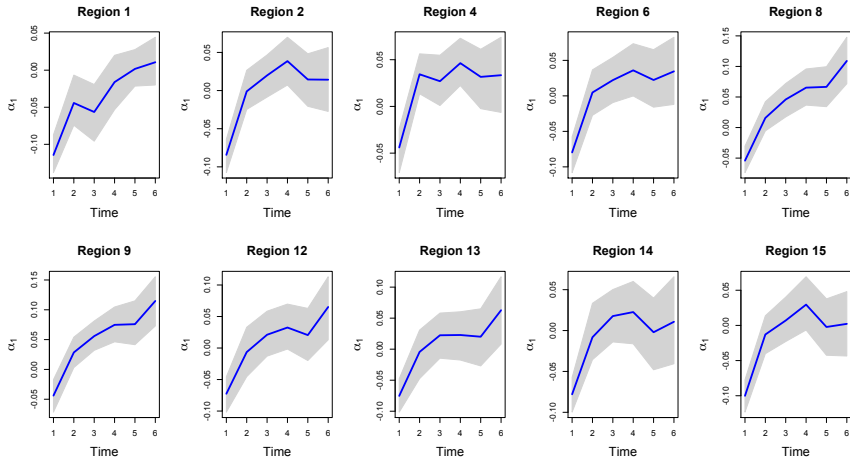 Region 1 Region 2 Region 4 Region 6 Region 8
α1 α1 α1 α1 α1
0.05 0.05 0.05 0.05 0.15
0.00 0.00 0.00 0.00 0.10
-0.05 -0.05 -0.05 -0.05 0.05
-0.10 -0.10 -0.10 0.00
-0.05
1 2 3 4 5 6 1 2 3 4 5 6 1 2 3 4 5 6 1 2 3 4 5 6 1 2 3 4 5 6
Time Time Time Time Time
Region 9 Region 12 Region 13 Region 14 Region 15
α1 α1 α1 α1 α1
0.15 0.10 0.10 0.05 0.05
0.10 0.05 0.05 0.00 0.00
0.05 0.00 0.00 -0.05 -0.05
0.00 -0.05 -0.05 -0.10 -0.10
-0.05 -0.10 -0.10
1 2 3 4 5 6 1 2 3 4 5 6 1 2 3 4 5 6 1 2 3 4 5 6 1 2 3 4 5 6
Time Time Time Time Time